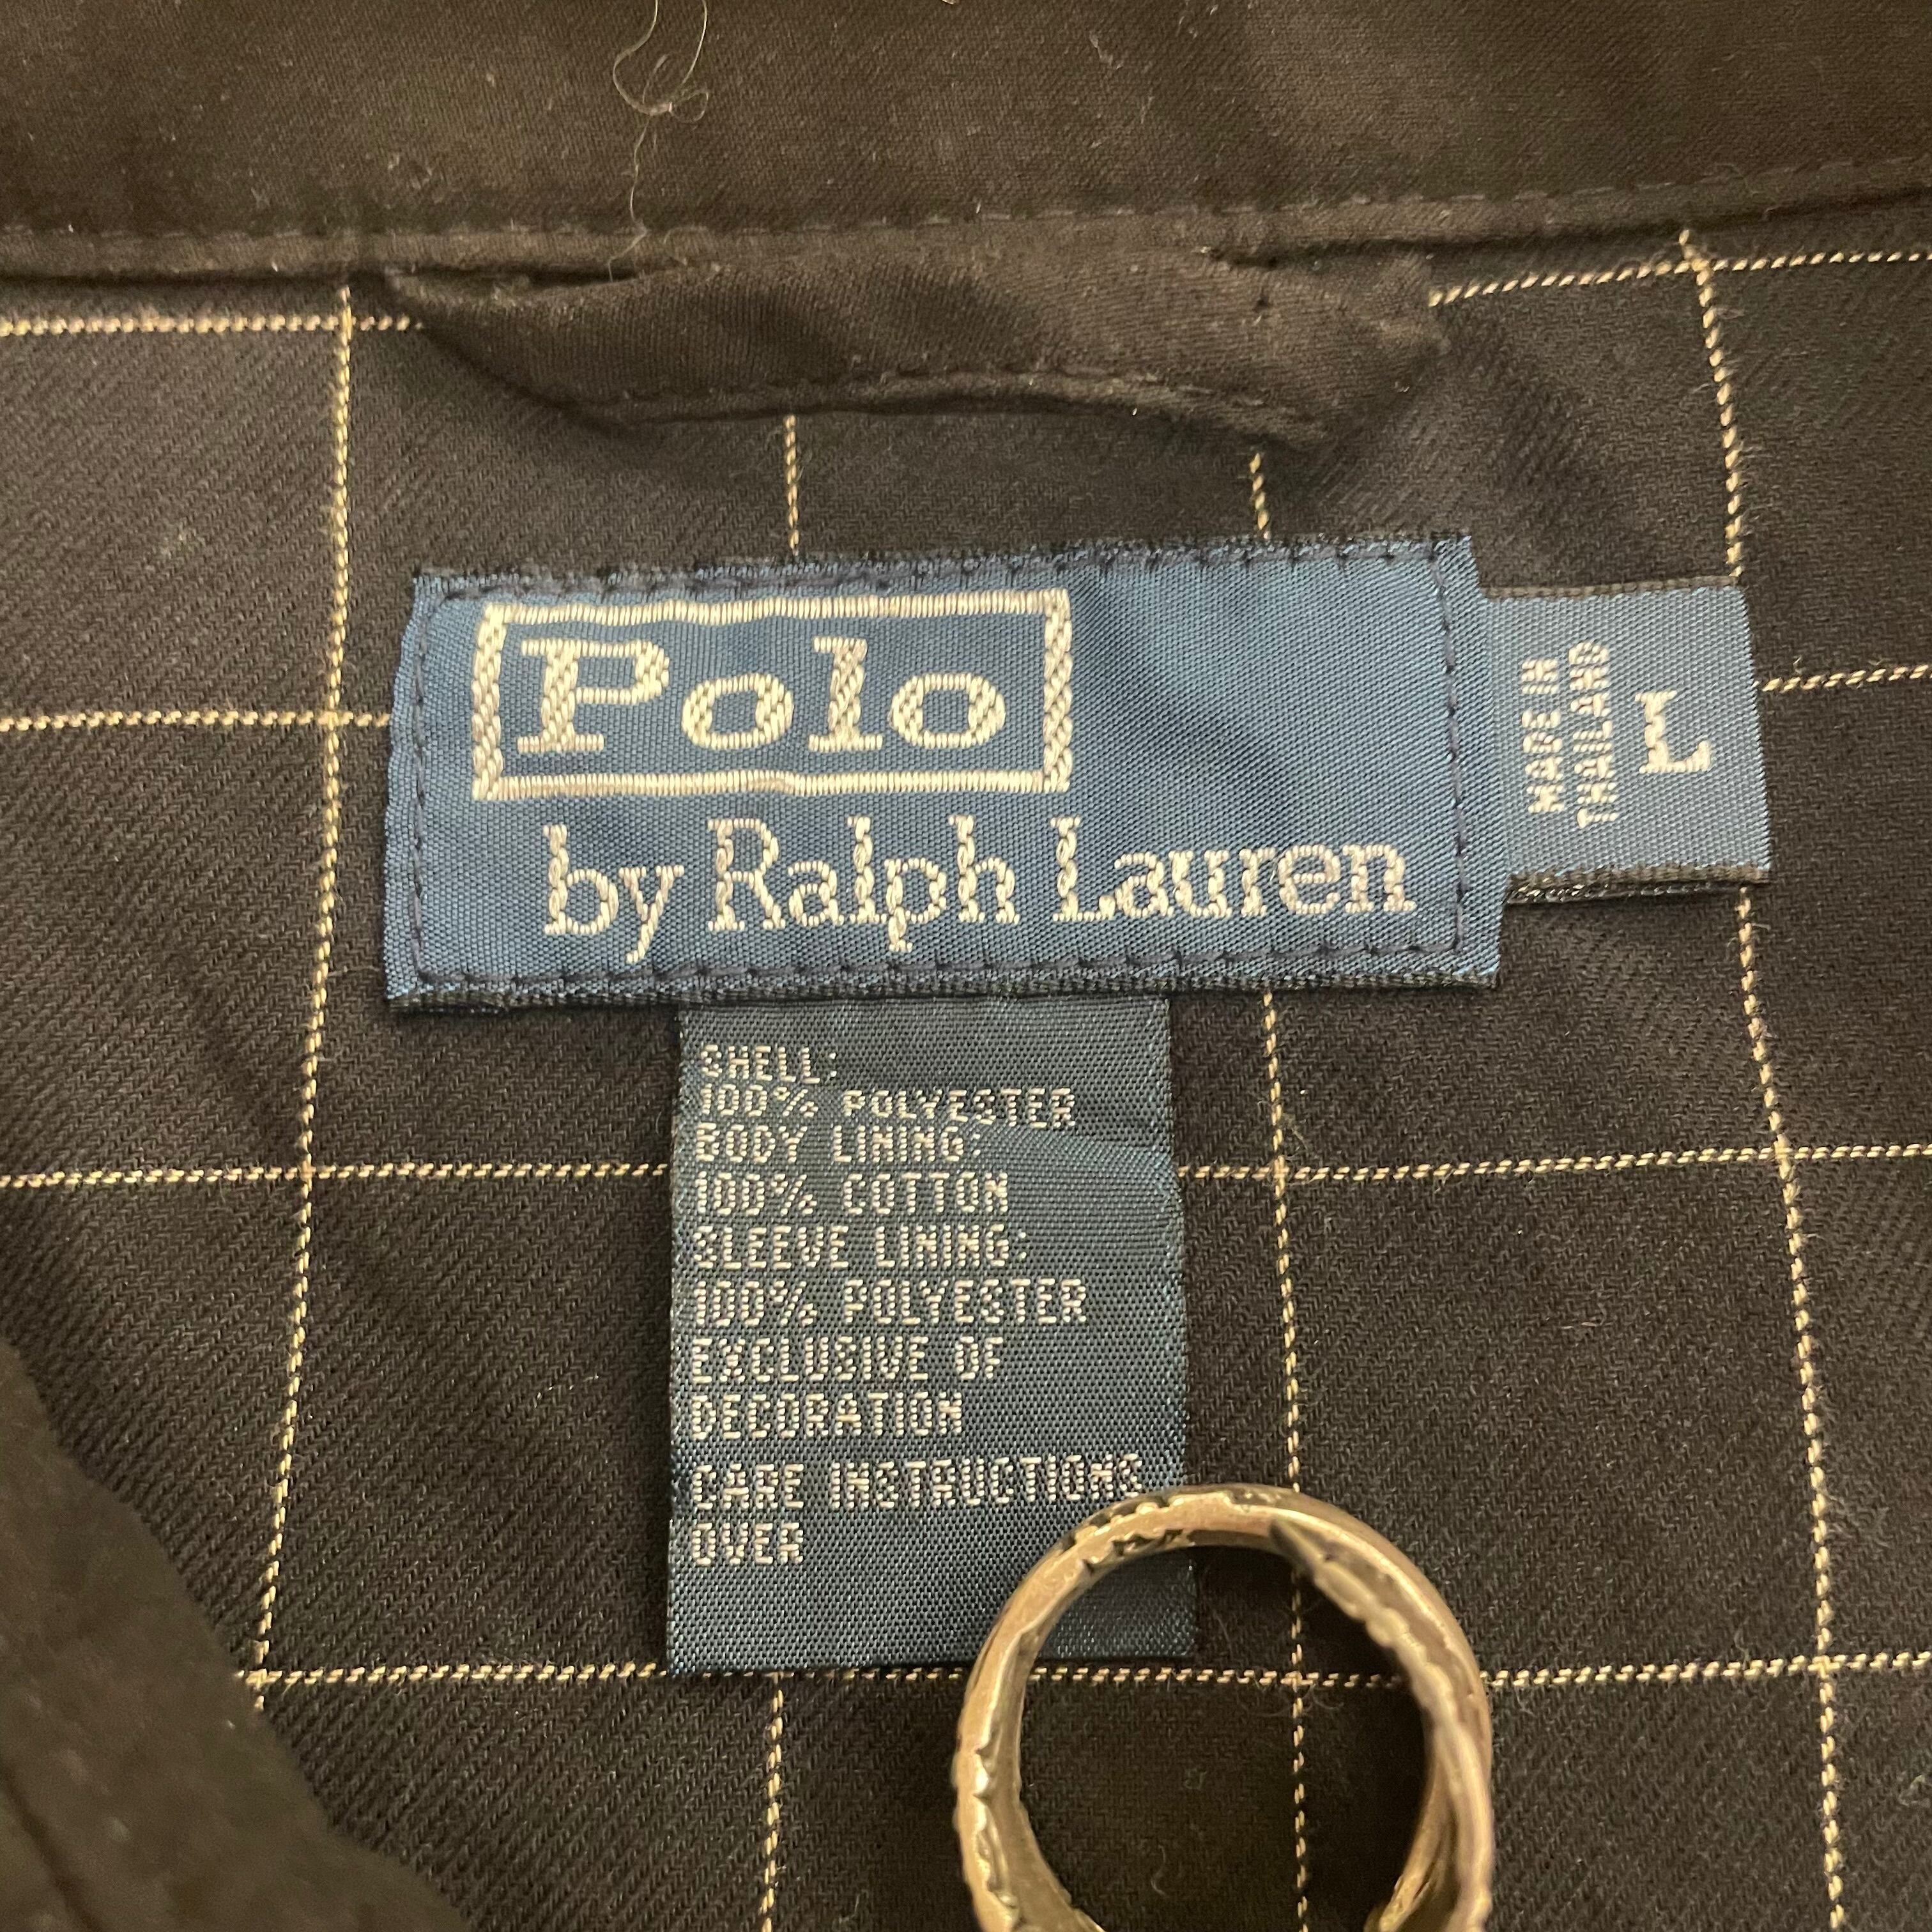 Polo
by Ralph Lauren
MADE IN
THAILAND
L
SHELL:
100% POLYESTER
BODY LINING:
100% COTTON
SLEEVE LINING:
100% POLYESTER
EXCLUSIVE OF
DECORATION
CARE INSTRUCTIONS
OVER